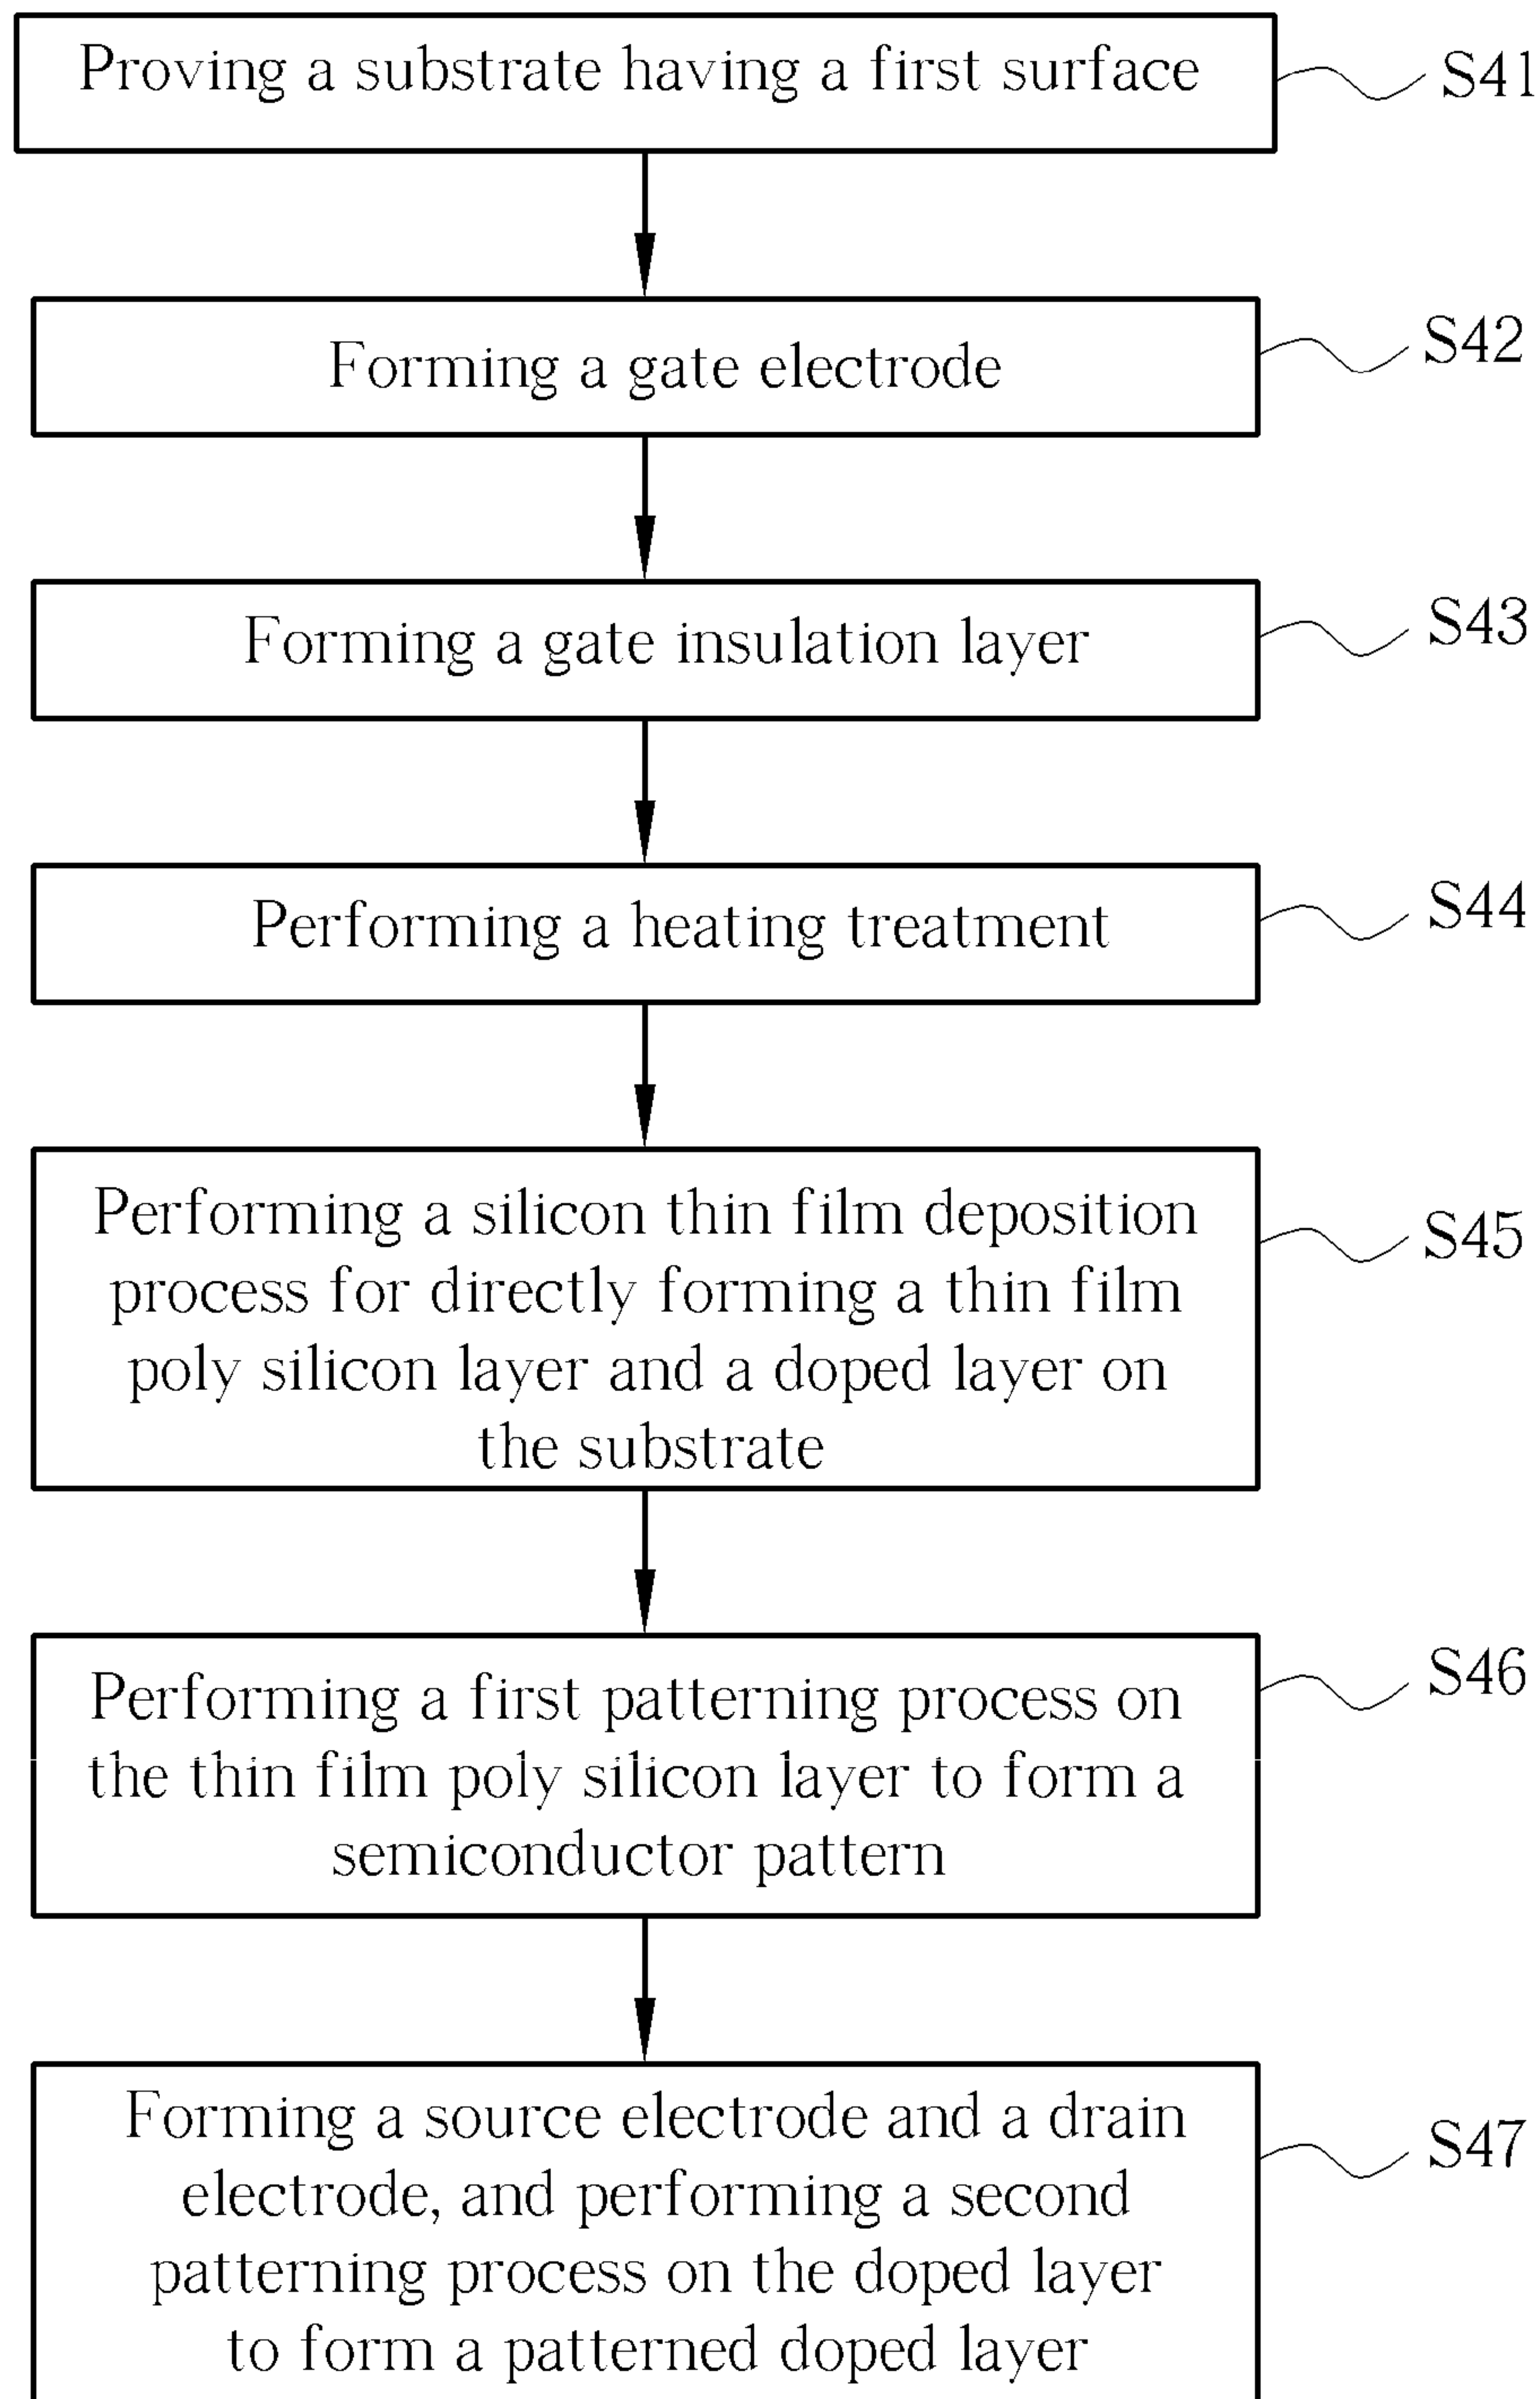 Proving a substrate having a first surface
S41
Forming a gate electrode
S42
Forming a gate insulation layer
S43
Performing a heating treatment
S44
Performing a silicon thin film deposition
process for directly forming a thin film
poly silicon layer and a doped layer on
the substrate
S45
Performing a first patterning process on
the thin film poly silicon layer to form a
semiconductor pattern
S46
Forming a source electrode and a drain
electrode, and performing a second
patterning process on the doped layer
to form a patterned doped layer
S47